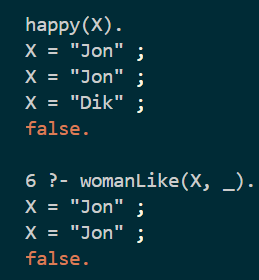 happy(X).
X = "Jon" ;
X = "Jon" ;
X = "Dik" ;
false.
6 ?- womanLike(X, _).
X = "Jon" ;
X = "Jon" ;
false.